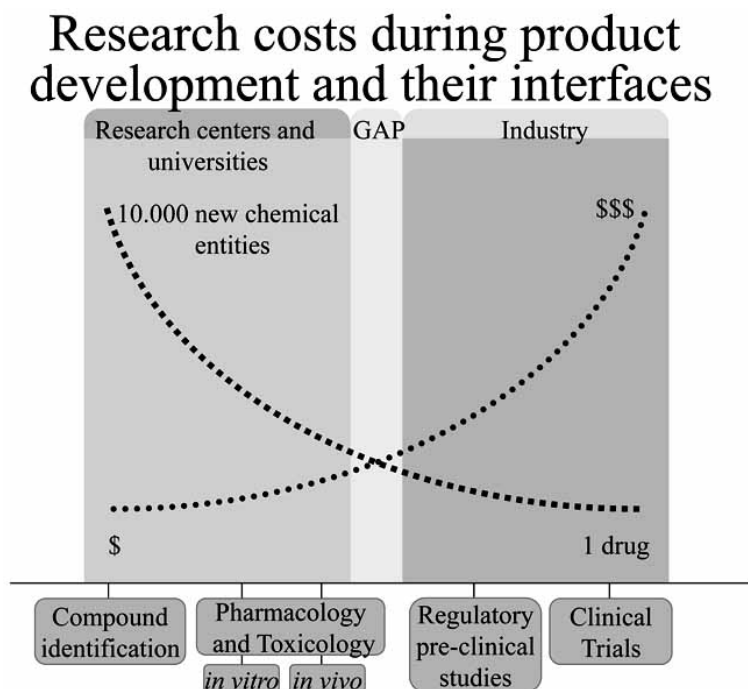 Research costs during product
development and their interfaces
Research centers and
universities
GAP
Industry
10.000 new chemical
entities
$$$
$
1 drug
Compound
identification
Pharmacology
and Toxicology
in vitro
in vivo
Regulatory
pre-clinical
studies
Clinical
Trials